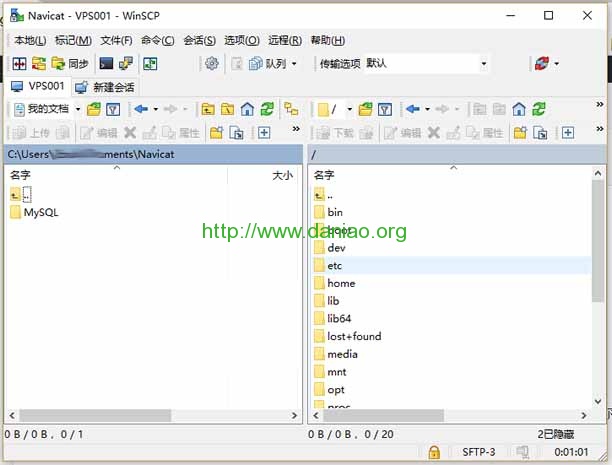 Navicat - VPS001 - WinSCP
本地(L) 标记(M) 文件(F) 命令(C) 会话(S) 选项(O) 远程(R) 帮助(H)
同步 队列 传输选项 默认
VPS001 新建会话
我的文档 /
上传 编辑 属性 下载 编辑 属性
C:\Users\ ments\Navicat /
名字 大小 名字
.. ..
MySQL bin
http://www.daniao.org
boot
dev
etc
home
lib
lib64
lost+found
media
mnt
opt
proc
0 B / 0 B， 0 / 1 0 B / 0 B， 0 / 20 2已隐藏
SFTP-3 0:01:01